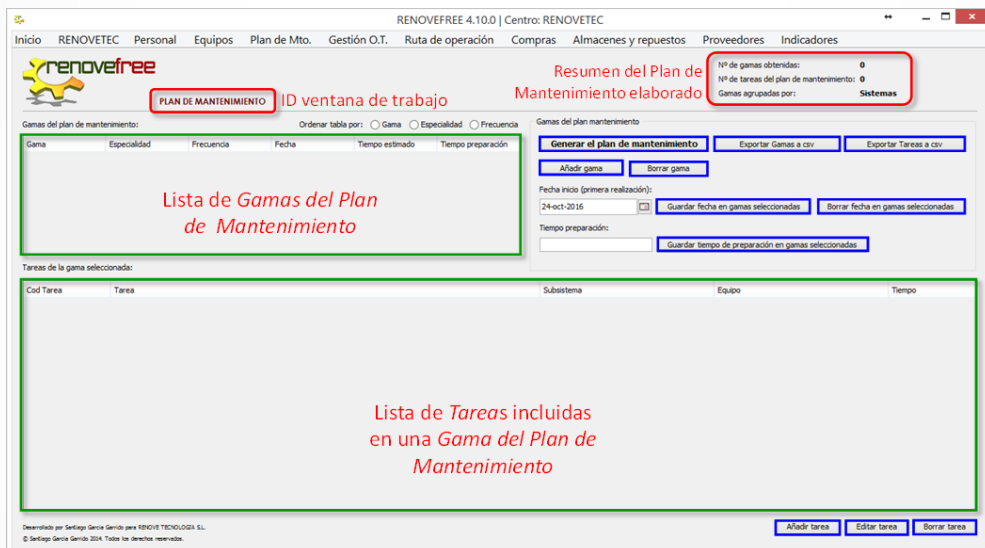 RENOVEFREE 4.10.0 | Centro: RENOVETEC
Inicio RENOVETEC Personal Equipos Plan de Mto. Gestión O.T. Ruta de operación Compras Almacenes y repuestos Proveedores Indicadores
renovefree
PLAN DE MANTENIMIENTO
ID ventana de trabajo
Resumen del Plan de
Mantenimiento elaborado
Nº de gamas obtenidas: 0
Nº de tareas del plan de mantenimiento: 0
Gamas agrupadas por: Sistemas
Gamas del plan de mantenimiento:
Ordenar tabla por: Gama Especialidad Frecuencia
Gama Especialidad Frecuencia Fecha Tiempo estimado Tiempo preparación
Lista de Gamas del Plan
de Mantenimiento
Gamas del plan mantenimiento
Generar el plan de mantenimiento Exportar Gamas a csv Exportar Tareas a csv
Añadir gama Borrar gama
Fecha inicio (primera realización):
24-oct-2016 Guardar fecha en gamas seleccionadas Borrar fecha en gamas seleccionadas
Tiempo preparación:
Guardar tiempo de preparación en gamas seleccionadas
Tareas de la gama seleccionada:
Cod Tarea Tarea Subsistema Equipo Tiempo
Lista de Tareas incluidas
en una Gama del Plan de
Mantenimiento
Desarrollado por Santiago García Garrido para RENOVE TECNOLOGÍA S.L.
© Santiago García Garrido 2014. Todos los derechos reservados.
Añadir tarea Editar tarea Borrar tarea